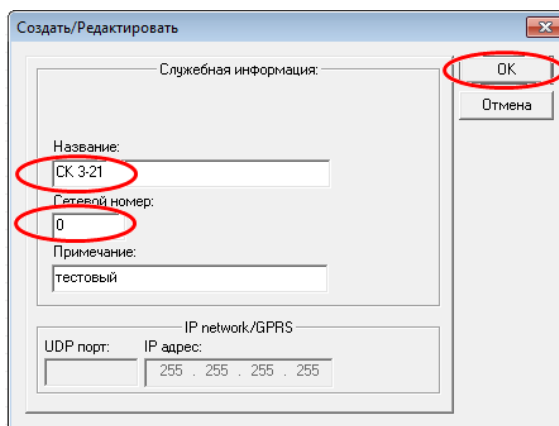 Создать/Редактировать
Служебная информация:
OK
Отмена
Название:
СК 3-21
Сетевой номер:
0
Примечание:
тестовый
IP network/GPRS
UDP порт: IP адрес:
255 . 255 . 255 . 255